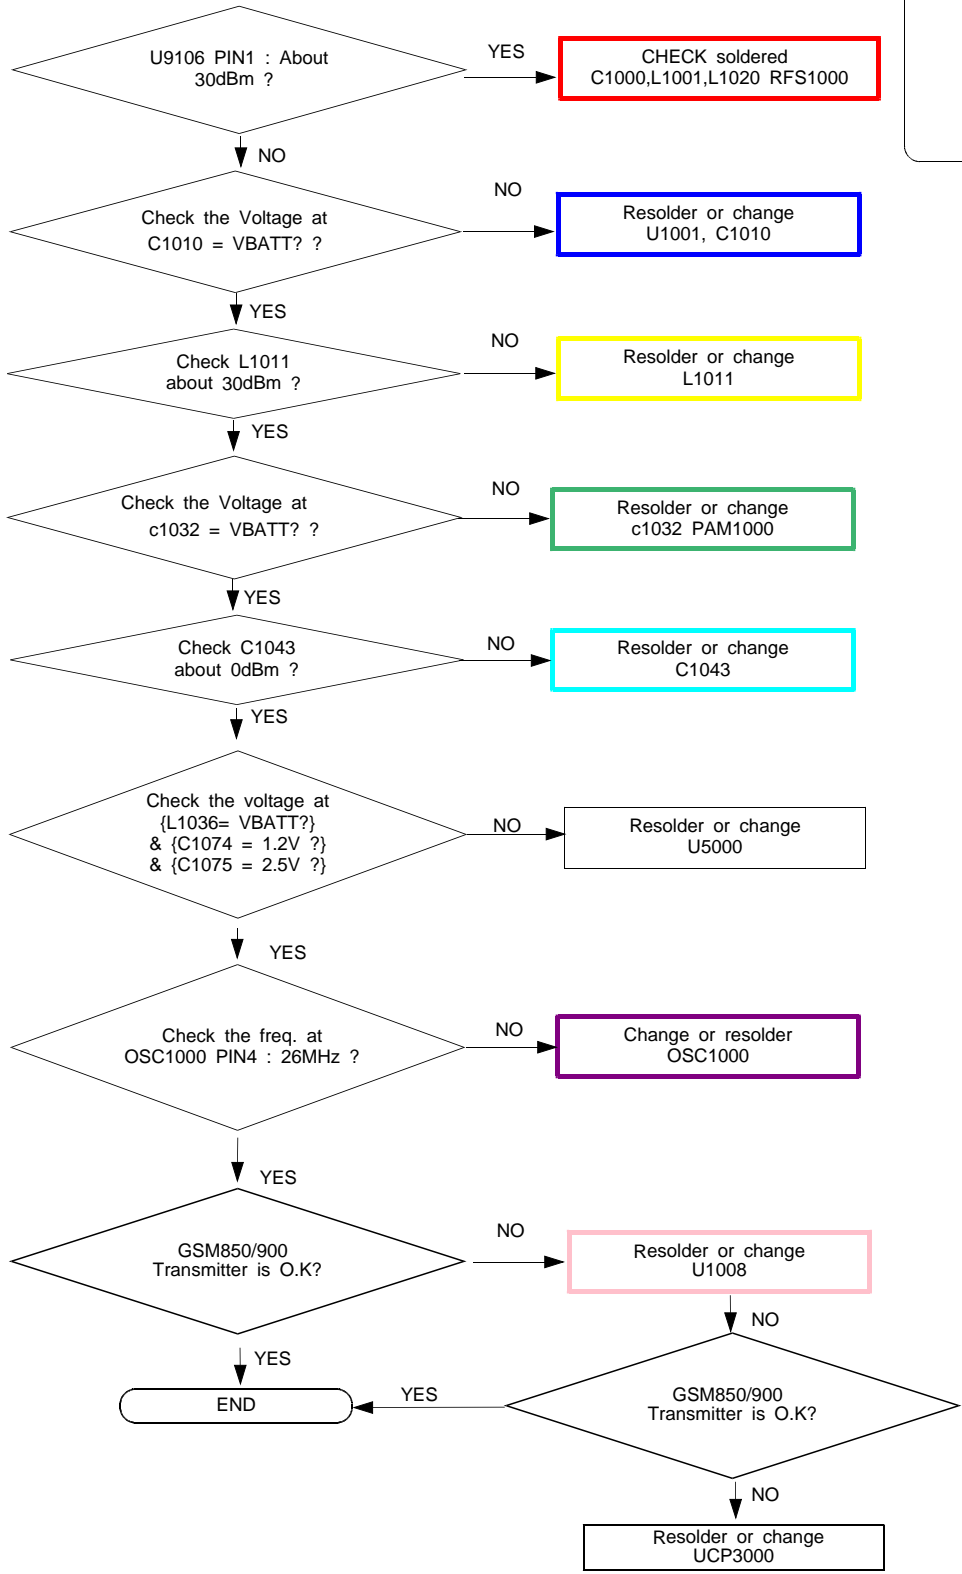 U9106 PIN1 : About
30dBm ?
YES
CHECK soldered
C1000,L1001,L1020 RFS1000
NO
Check the Voltage at
C1010 = VBATT? ?
NO
Resolder or change
U1001, C1010
YES
Check L1011
about 30dBm ?
NO
Resolder or change
L1011
YES
Check the Voltage at
c1032 = VBATT? ?
NO
Resolder or change
c1032 PAM1000
YES
Check C1043
about 0dBm ?
NO
Resolder or change
C1043
YES
Check the voltage at
{L1036= VBATT?}
& {C1074 = 1.2V ?}
& {C1075 = 2.5V ?}
NO
Resolder or change
U5000
YES
Check the freq. at
OSC1000 PIN4 : 26MHz ?
NO
Change or resolder
OSC1000
YES
GSM850/900
Transmitter is O.K?
NO
Resolder or change
U1008
NO
YES
END
YES
GSM850/900
Transmitter is O.K?
NO
Resolder or change
UCP3000